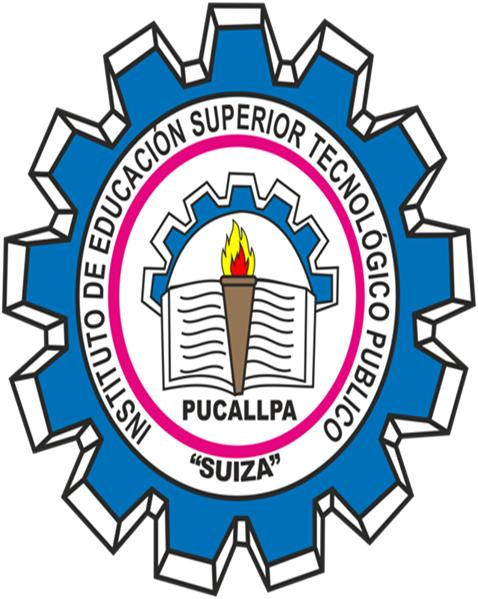 INSTITUTO DE EDUCACIÓN SUPERIOR TECNOLÓGICO PUBLICO
PUCALLPA
“SUIZA”